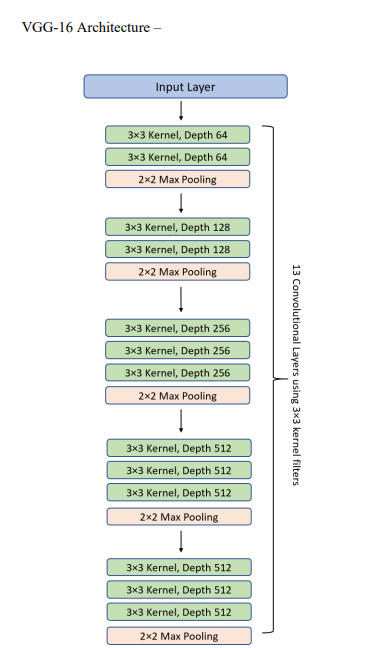 VGG-16 Architecture –
Input Layer
3×3 Kernel, Depth 64
3×3 Kernel, Depth 64
2×2 Max Pooling
3×3 Kernel, Depth 128
3×3 Kernel, Depth 128
2×2 Max Pooling
3×3 Kernel, Depth 256
3×3 Kernel, Depth 256
3×3 Kernel, Depth 256
2×2 Max Pooling
3×3 Kernel, Depth 512
3×3 Kernel, Depth 512
3×3 Kernel, Depth 512
2×2 Max Pooling
3×3 Kernel, Depth 512
3×3 Kernel, Depth 512
3×3 Kernel, Depth 512
2×2 Max Pooling
13 Convolutional Layers using 3×3 kernel filters